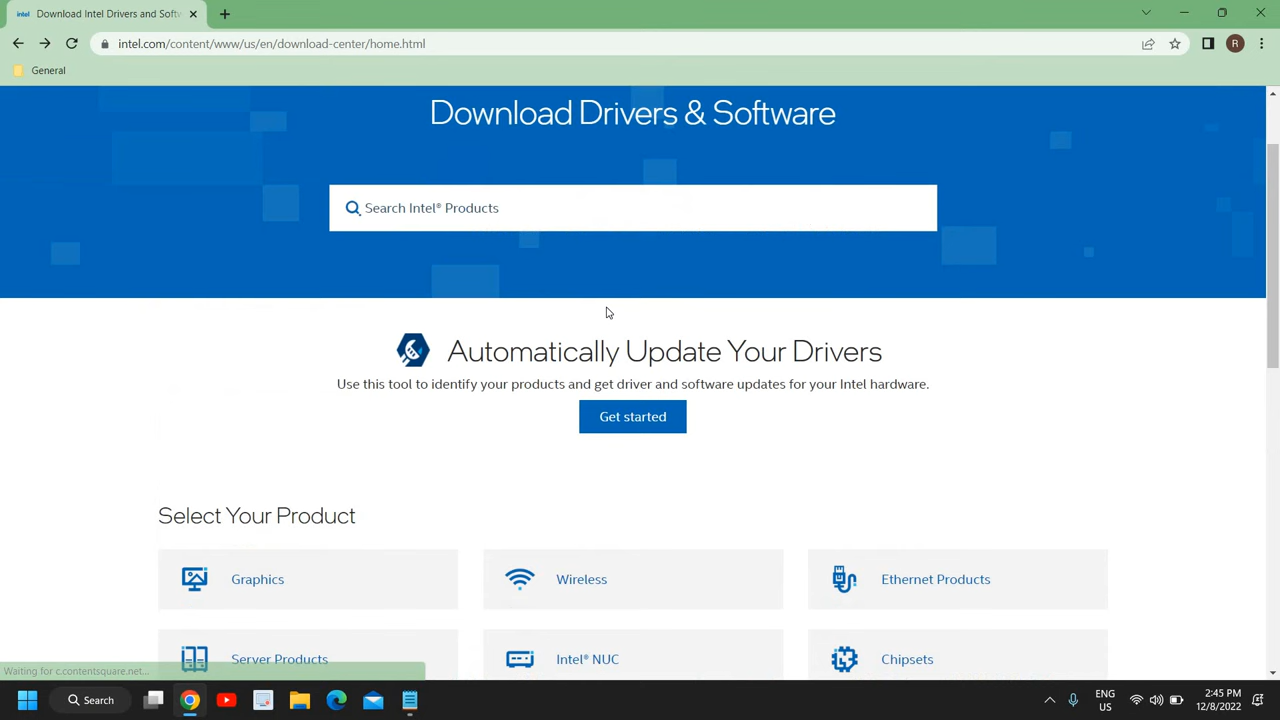 intel
Download Intel Drivers and Softw
intel.com/content/www/us/en/download-center/home.html
R
General
Download Drivers & Software
Search Intel® Products
Automatically Update Your Drivers
Use this tool to identify your products and get driver and software updates for your Intel hardware.
Get started
Select Your Product
Graphics
Wireless
Ethernet Products
Server Products
Intel® NUC
Chipsets
Waiting for c.contentsquare.net...
Search
ENG
US
2:45 PM
12/8/2022